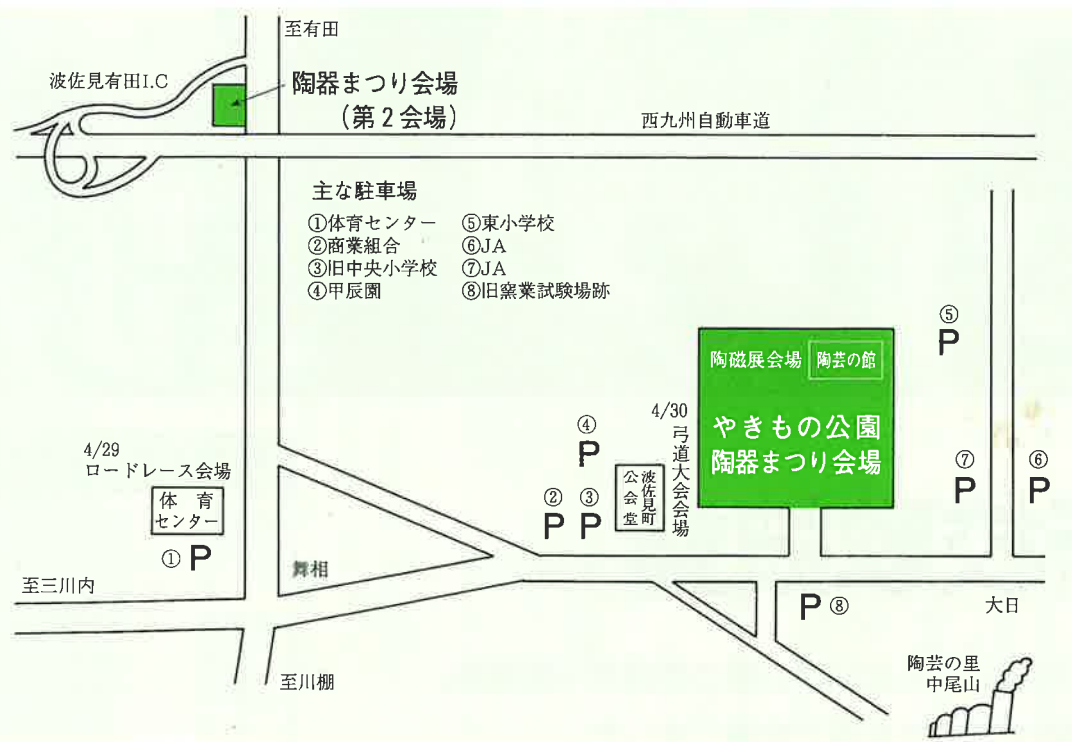 至有田
波佐見有田I.C
陶器まつり会場
(第2会場)
西九州自動車道
主な駐車場
①体育センター ⑤東小学校
②商業組合 ⑥JA
③旧中央小学校 ⑦JA
④甲辰園 ⑧旧窯業試験場跡
⑤
P
陶磁展会場 陶芸の館
やきもの公園
陶器まつり会場
4/30
弓道大会会場
④
P
4/29
ロードレース会場
体育
センター
① P
②
P
③
P
波佐見町
公会堂
⑦
P
⑥
P
舞相
至三川内
P ⑧
大日
至川棚
陶芸の里
中尾山